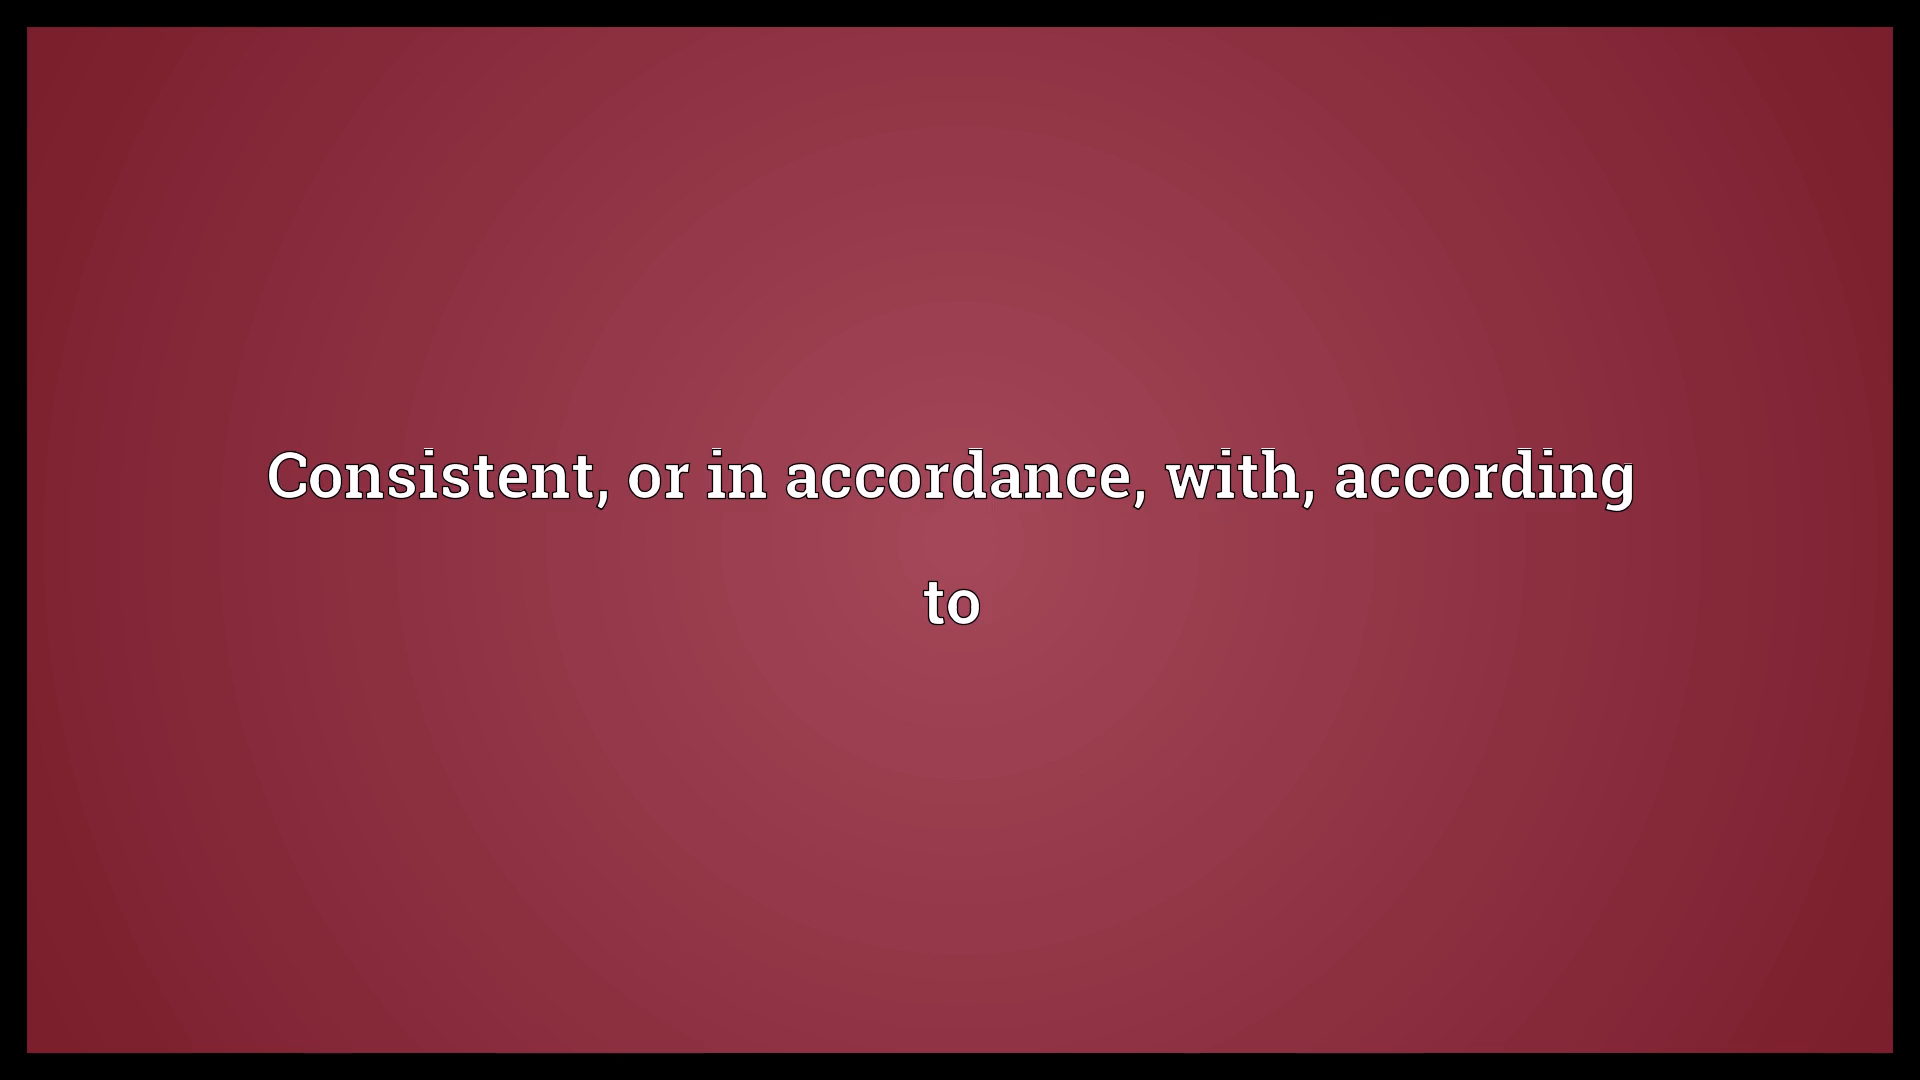 Consistent, or in accordance, with, according
to